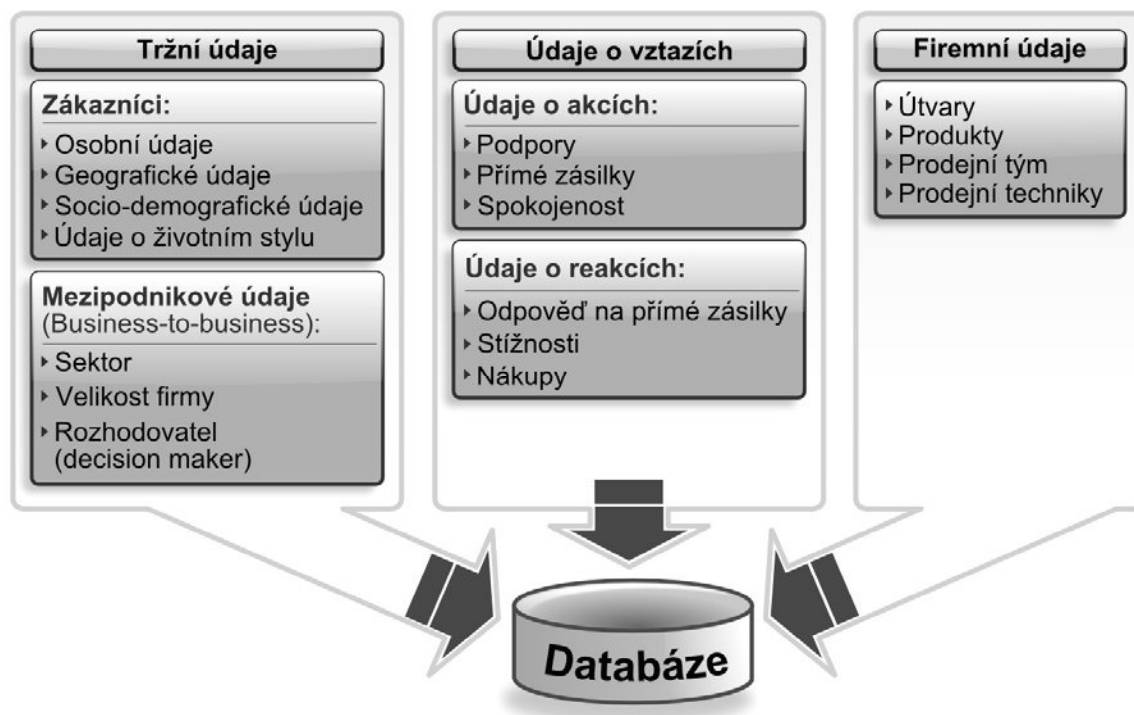 Tržní údaje
Zákazníci:
Osobní údaje
Geografické údaje
Socio-demografické údaje
Údaje o životním stylu
Mezipodnikové údaje
(Business-to-business):
Sektor
Velikost firmy
Rozhodovatel
(decision maker)
Údaje o vztazích
Údaje o akcích:
Podpory
Přímé zásilky
Spokojenost
Údaje o reakcích:
Odpověď na přímé zásilky
Stížnosti
Nákupy
Firemní údaje
Útvary
Produkty
Prodejní tým
Prodejní techniky
Databáze